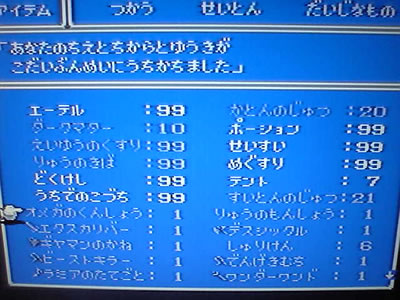 アイテム つかう せいとん だいじなもの
「あなたのちえとちからとゆうきが
こだいぶんめいにうちかちました」
エーテル :99 かとんのじゅつ :20
ダークマター :10 ポーション :99
えいゆうのくすり :99 せいすい :99
りゅうのきば :99 めぐすり :99
どくけし :99 テント : 7
うちでのこづち :99 すいとんのじゅつ :21
オメガのくんしょう : 1 りゅうのもんしょう : 1
エクスカリパー : 1 デスシックル : 1
ギヤマンのかね : 1 しゅりけん : 6
ビーストキラー : 1 でんげきむち : 1
ラミアのたてごと : 1 ワンダーワンド : 1